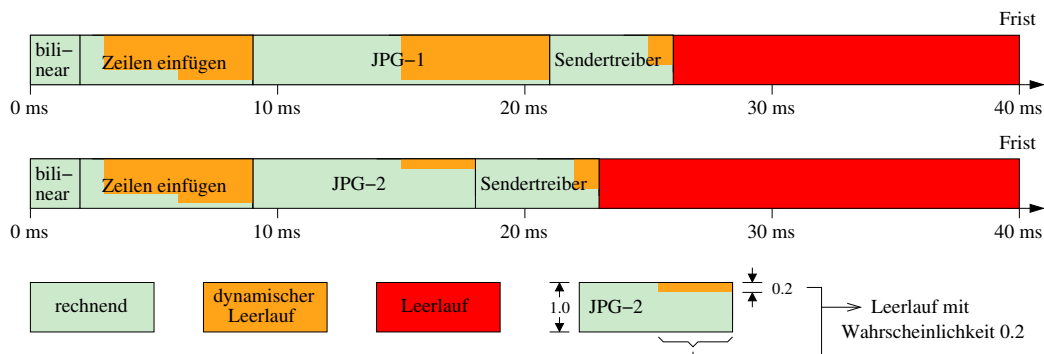 Frist
bili-
near
Zeilen einfügen
JPG-1
Sendertreiber
0 ms
10 ms
20 ms
30 ms
40 ms
Frist
bili-
near
Zeilen einfügen
JPG-2
Sendertreiber
0 ms
10 ms
20 ms
30 ms
40 ms
rechnend
dynamischer
Leerlauf
Leerlauf
1.0
JPG-2
0.2
Leerlauf mit
Wahrscheinlichkeit 0.2